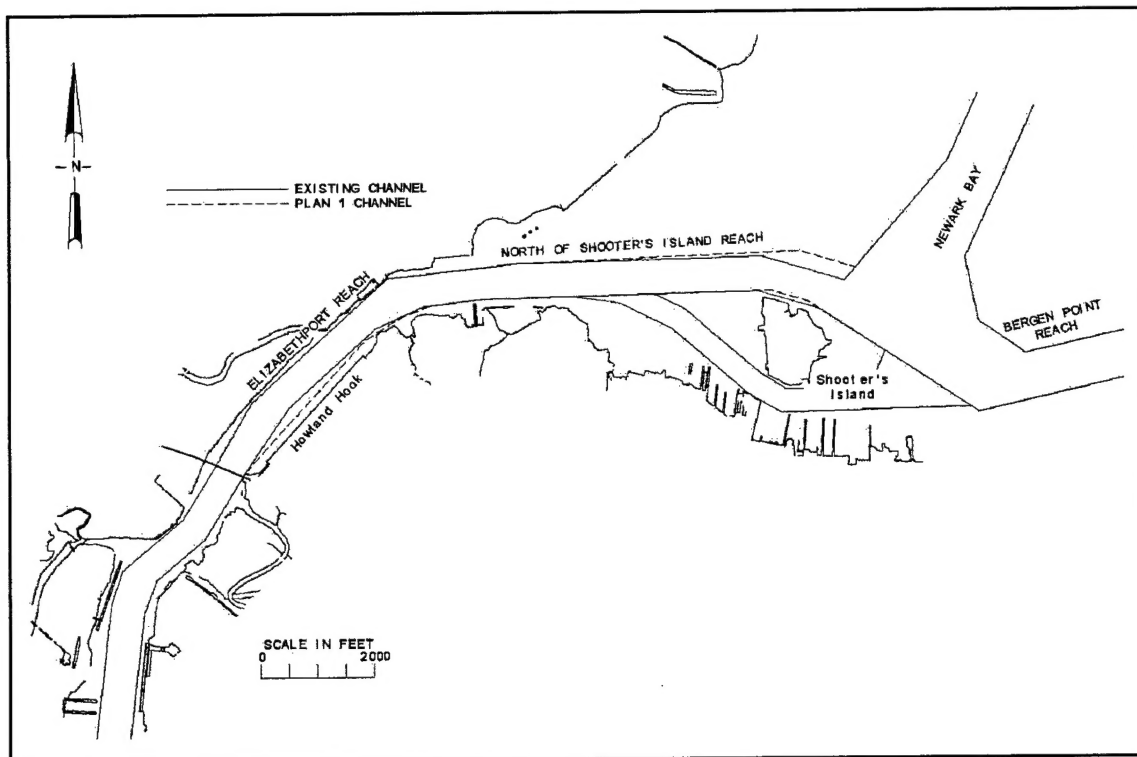 N
EXISTING CHANNEL
PLAN 1 CHANNEL
NORTH OF SHOOTER'S ISLAND REACH
NEWARK BAY
BERGEN POINT
REACH
ELIZABETHPORT REACH
Howland Hook
Shooter's
Island
SCALE IN FEET
0 2000